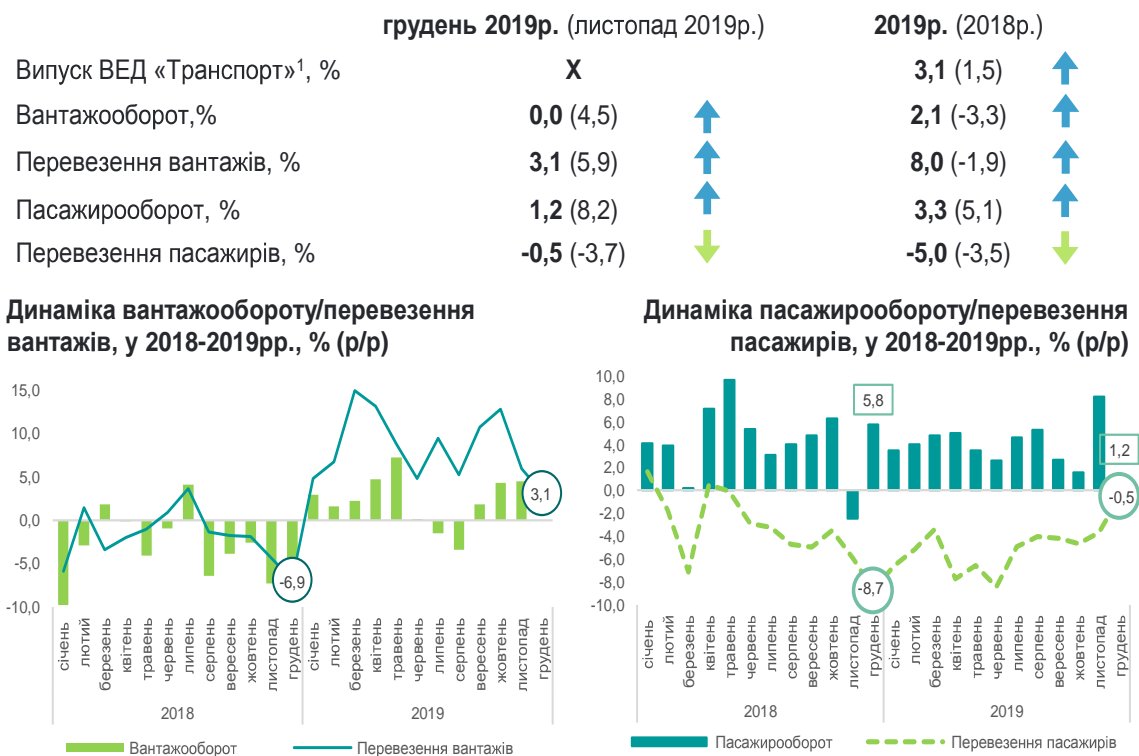 грудень 2019р. (листопад 2019р.) 2019р. (2018р.)
Випуск ВЕД «Транспорт»¹, % X 3,1 (1,5)
Вантажооборот,% 0,0 (4,5) 2,1 (-3,3)
Перевезення вантажів, % 3,1 (5,9) 8,0 (-1,9)
Пасажирооборот, % 1,2 (8,2) 3,3 (5,1)
Перевезення пасажирів, % -0,5 (-3,7) -5,0 (-3,5)
Динаміка вантажообороту/перевезення
вантажів, у 2018-2019рр., % (р/р)
15,0
10,0
5,0
0,0
-5,0
-10,0
-6,9
3,1
січень
лютий
березень
квітень
травень
червень
липень
серпень
вересень
жовтень
листопад
грудень
січень
лютий
березень
квітень
травень
червень
липень
серпень
вересень
жовтень
листопад
грудень
2018 2019
Вантажооборот Перевезення вантажів
Динаміка пасажирообороту/перевезення
пасажирів, у 2018-2019рр., % (р/р)
10,0
8,0
6,0
4,0
2,0
0,0
-2,0
-4,0
-6,0
-8,0
-10,0
5,8
1,2
-0,5
-8,7
січень
лютий
березень
квітень
травень
червень
липень
серпень
вересень
жовтень
листопад
грудень
січень
лютий
березень
квітень
травень
червень
липень
серпень
вересень
жовтень
листопад
грудень
2018 2019
Пасажирооборот Перевезення пасажирів